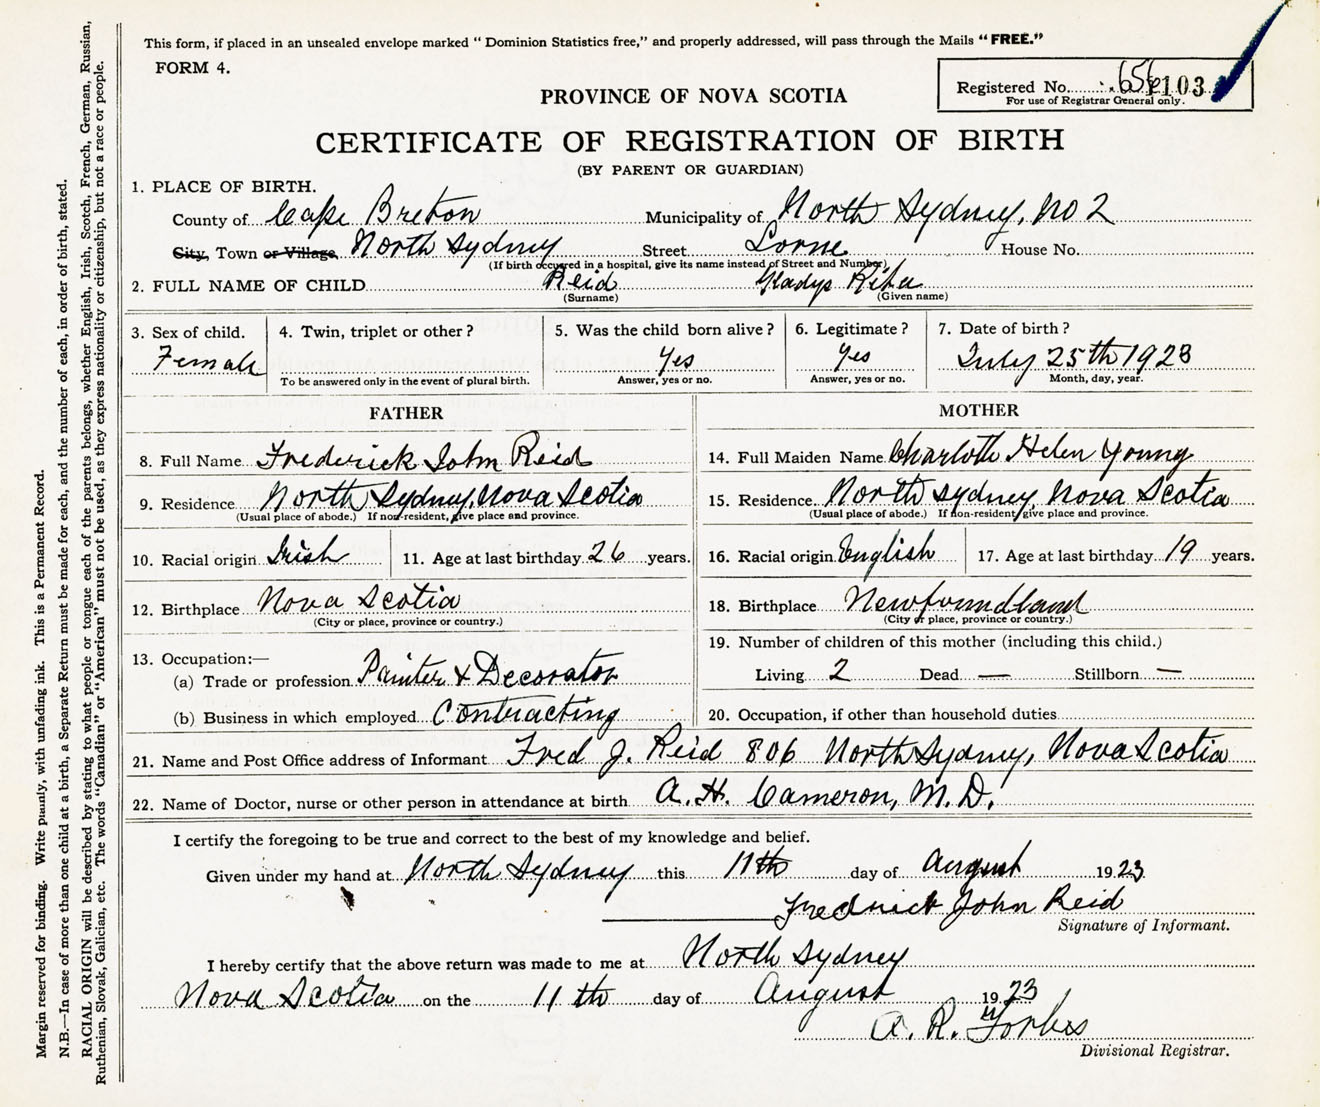 This form, if placed in an unsealed envelope marked "Dominion Statistics free," and properly addressed, will pass through the Mails "FREE."
FORM 4.
Registered No. 103
For use of Registrar General only.
PROVINCE OF NOVA SCOTIA
CERTIFICATE OF REGISTRATION OF BIRTH
(BY PARENT OR GUARDIAN)
1. PLACE OF BIRTH.
County of Cape Breton Municipality of North Sydney, No 2
City, Town or Village North Sydney Street Lorne House No.
(If birth occured in a hospital, give its name instead of Street and Number)
2. FULL NAME OF CHILD Reid Gladys Rita
(Surname) (Given name)
3. Sex of child. 4. Twin, triplet or other? 5. Was the child born alive? 6. Legitimate? 7. Date of birth?
Female Yes Yes July 25th 1923
To be answered only in the event of plural birth. Answer, yes or no. Answer, yes or no. Month, day, year.
FATHER MOTHER
8. Full Name Frederick John Reid 14. Full Maiden Name Charlotte Helen Young
9. Residence North Sydney, Nova Scotia 15. Residence North Sydney, Nova Scotia
(Usual place of abode.) If non-resident, give place and province. (Usual place of abode.) If non-resident, give place and province.
10. Racial origin Irish 11. Age at last birthday 26 years. 16. Racial origin English 17. Age at last birthday 19 years.
12. Birthplace Nova Scotia 18. Birthplace Newfoundland
(City or place, province or country.) (City or place, province or country.)
19. Number of children of this mother (including this child.)
13. Occupation:—
(a) Trade or profession Painter & Decorator Living 2 Dead — Stillborn —
(b) Business in which employed Contracting 20. Occupation, if other than household duties
21. Name and Post Office address of Informant Fred J. Reid 806 North Sydney, Nova Scotia
22. Name of Doctor, nurse or other person in attendance at birth A. H. Cameron, M. D.
I certify the foregoing to be true and correct to the best of my knowledge and belief.
Given under my hand at North Sydney this 11th day of August 1923
Fredrick John Reid
Signature of Informant.
I hereby certify that the above return was made to me at North Sydney
Nova Scotia on the 11th day of August 1923
A. R. Forbes
Divisional Registrar.
Margin reserved for binding. Write plainly, with unfading ink. This is a Permanent Record.
N.B.—In case of more than one child at a birth, a Separate Return must be made for each, and the number of each, in order of birth, stated.
RACIAL ORIGIN will be described by stating to what people or tongue each of the parents belongs, whether English, Irish, Scotch, French, German, Russian,
Ruthenian, Slovak, Galician, etc. The words "Canadian" or "American" must not be used, as they express nationality or citizenship, but not a race or people.